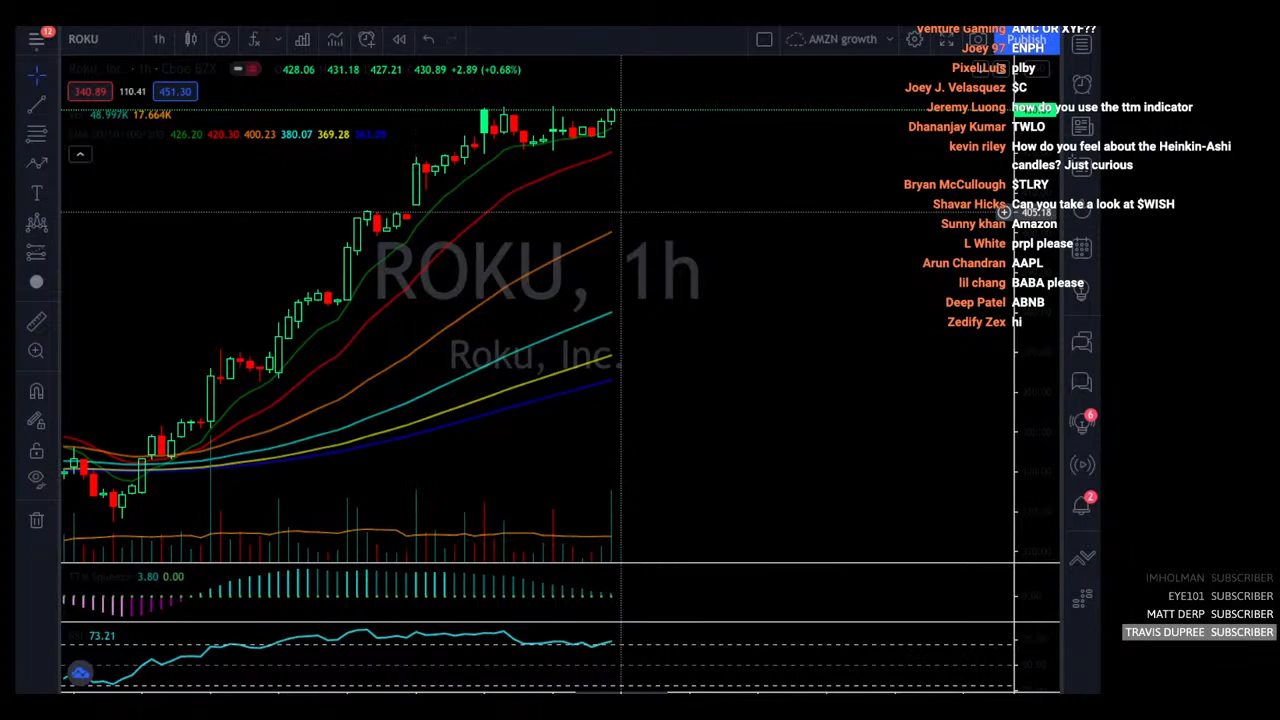 12
ROKU
1h
AMZN growth
Publish
428.06 431.18 427.21 430.89 +2.89 (+0.68%)
340.89 110.41 451.30
48.997K 17.664K
426.20 420.30 400.23 380.07 369.28
ROKU, 1h
Roku, Inc.
405.18
3.80 0.00
73.21
Venture Gaming AMC OR XYF??
Joey 97 ENPH
PixelLuis plby
Joey J. Velasquez $C
Jeremy Luong how do you use the ttm indicator
Dhananjay Kumar TWLO
kevin riley How do you feel about the Heinkin-Ashi
candles? Just curious
Bryan McCullough $TLRY
Shavar Hicks Can you take a look at $WISH
Sunny khan Amazon
L White prpl please
Arun Chandran AAPL
lil chang BABA please
Deep Patel ABNB
Zedify Zex hi
6
2
IMHOLMAN SUBSCRIBER
EYE101 SUBSCRIBER
MATT DERP SUBSCRIBER
TRAVIS DUPREE SUBSCRIBER